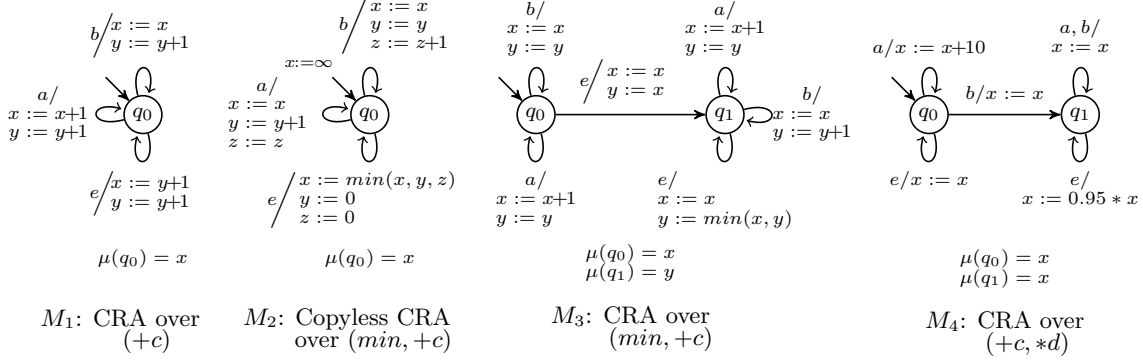 b/ x := x
y := y+1
a/
x := x+1
y := y+1
q0
e/ x := y+1
y := y+1
μ(q0) = x
M1: CRA over
(+c)
b/ x := x
y := y
z := z+1
x:=∞
a/
x := x
y := y+1
z := z
q0
e/ x := min(x, y, z)
y := 0
z := 0
μ(q0) = x
M2: Copyless CRA
over (min, +c)
b/
x := x
y := y
q0
a/
x := x+1
y := y
e/ x := x
y := x
a/
x := x+1
y := y
q1
b/
x := x
y := y+1
e/
x := x
y := min(x, y)
μ(q0) = x
μ(q1) = y
M3: CRA over
(min, +c)
a/x := x+10
q0
e/x := x
b/x := x
a, b/
x := x
q1
e/
x := 0.95 * x
μ(q0) = x
μ(q1) = x
M4: CRA over
(+c, *d)